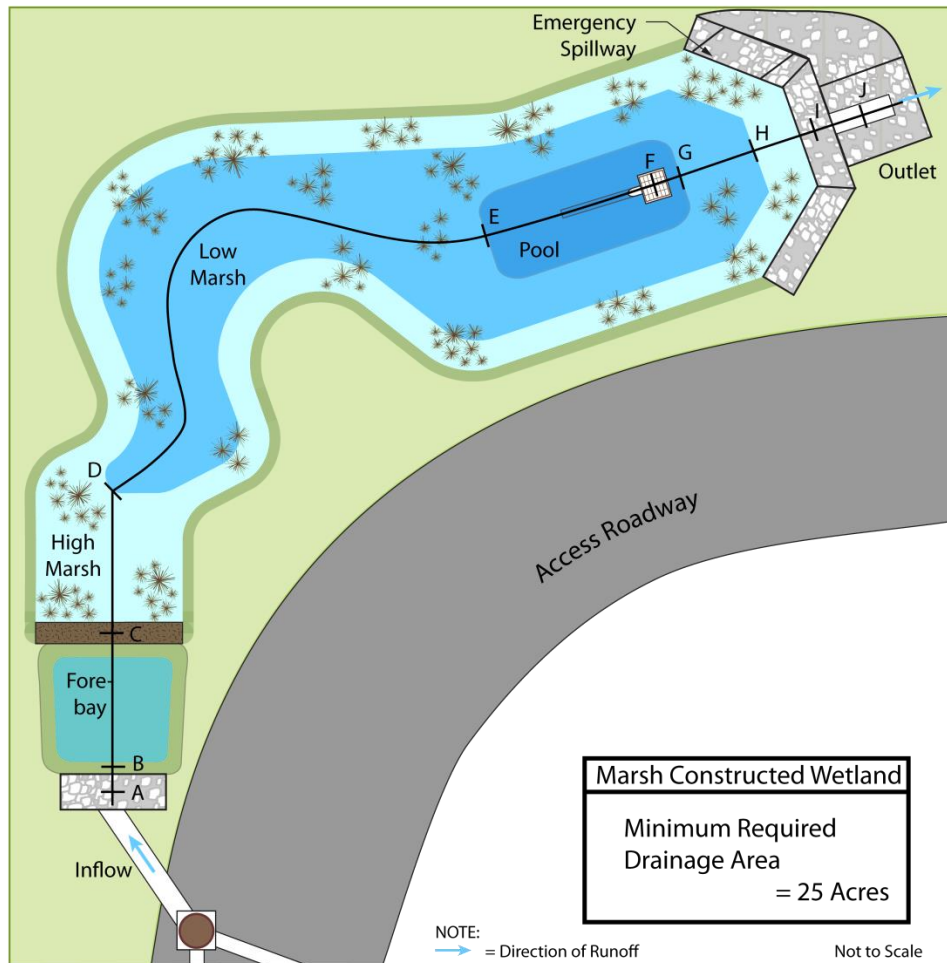 Emergency
Spillway
J
I
H
Outlet
G
F
E
Pool
Low
Marsh
D
High
Marsh
Access Roadway
C
Fore-
bay
B
A
Inflow
Marsh Constructed Wetland
Minimum Required
Drainage Area
= 25 Acres
NOTE:
= Direction of Runoff
Not to Scale